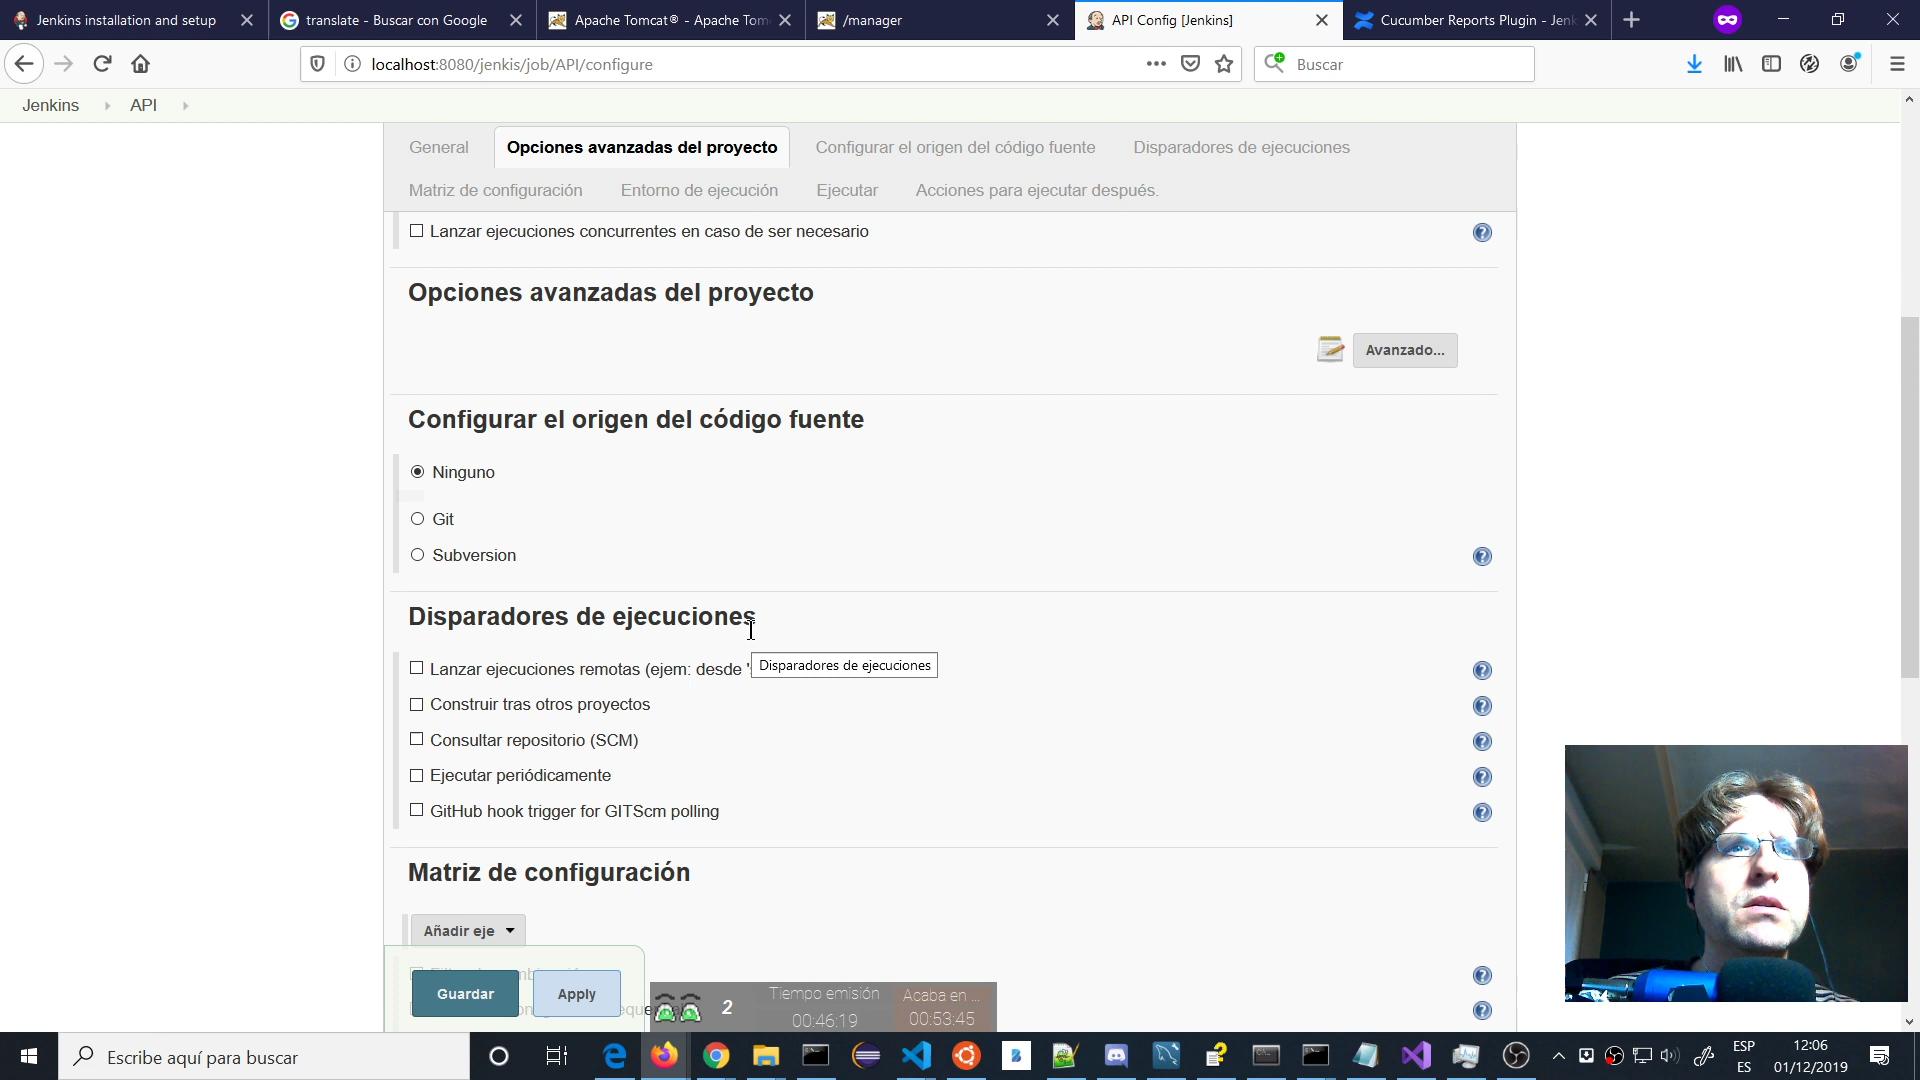 Jenkins installation and setup
translate - Buscar con Google
Apache Tomcat® - Apache Tom
/manager
API Config [Jenkins]
Cucumber Reports Plugin - Jenk
localhost:8080/jenkis/job/API/configure
Buscar
Jenkins
API
General
Opciones avanzadas del proyecto
Configurar el origen del código fuente
Disparadores de ejecuciones
Matriz de configuración
Entorno de ejecución
Ejecutar
Acciones para ejecutar después.
Lanzar ejecuciones concurrentes en caso de ser necesario
Opciones avanzadas del proyecto
Avanzado...
Configurar el origen del código fuente
Ninguno
Git
Subversion
Disparadores de ejecuciones
Lanzar ejecuciones remotas (ejem: desde '
Disparadores de ejecuciones
Construir tras otros proyectos
Consultar repositorio (SCM)
Ejecutar periódicamente
GitHub hook trigger for GITScm polling
Matriz de configuración
Añadir eje
Guardar
Apply
2
Tiempo emisión
00:46:19
Acaba en ...
00:53:45
Escribe aquí para buscar
ESP
ES
12:06
01/12/2019